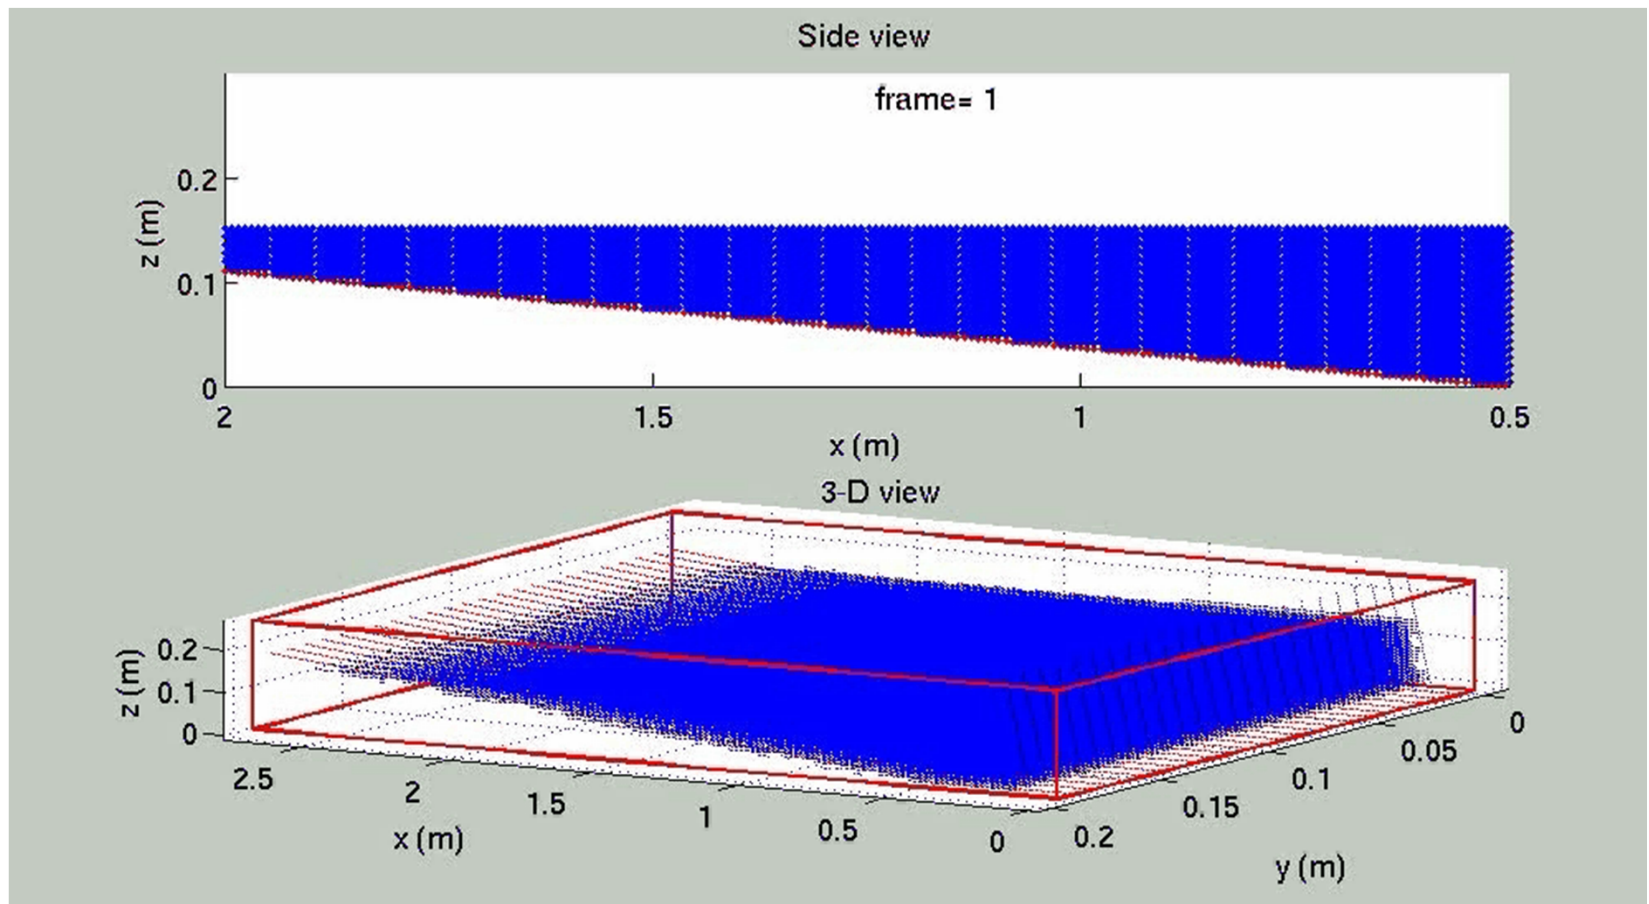 Side view
frame= 1
0.2
0.1
0
z (m)
2 1.5 1 0.5
x (m)
3-D view
0.2
0.1
0
z (m)
2.5 2 1.5 1 0.5 0
x (m)
0.2 0.15 0.1 0.05 0
y (m)